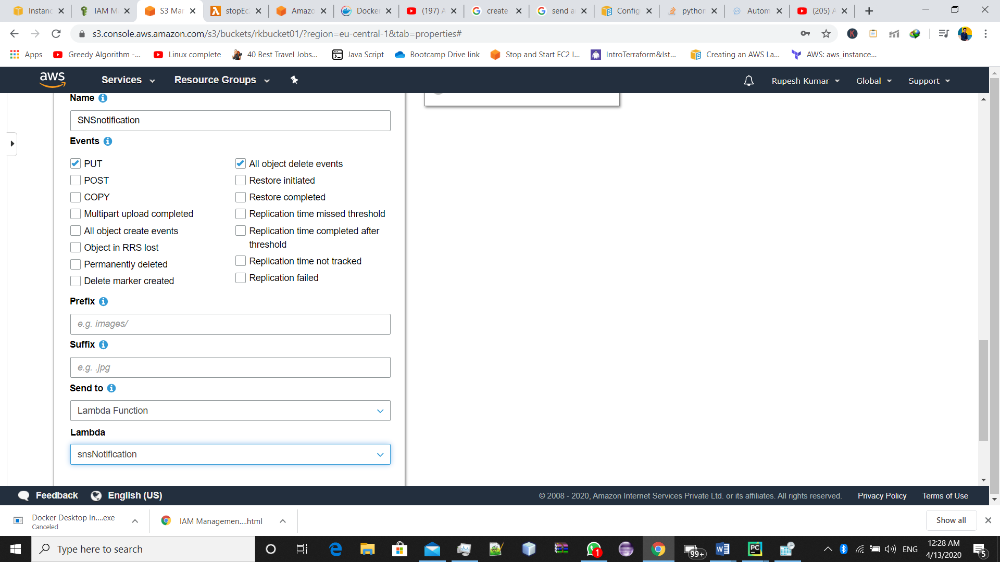 Instanc
IAM M
S3 Mar
stopEc
Amazo
Docker
(197) A
create
send a
Config
python
Autom
(205) A
s3.console.aws.amazon.com/s3/buckets/rkbucket01/?region=eu-central-1&tab=properties#
K
Apps
Greedy Algorithm -...
Linux complete
40 Best Travel Jobs...
Java Script
Bootcamp Drive link
Stop and Start EC2 I...
IntroTerraform&Ist...
Creating an AWS La...
AWS: aws_instance...
aws
Services
Resource Groups
Rupesh Kumar
Global
Support
Name
SNSnotification
Events
PUT
POST
COPY
Multipart upload completed
All object create events
Object in RRS lost
Permanently deleted
Delete marker created
All object delete events
Restore initiated
Restore completed
Replication time missed threshold
Replication time completed after
threshold
Replication time not tracked
Replication failed
Prefix
e.g. images/
Suffix
e.g. .jpg
Send to
Lambda Function
Lambda
snsNotification
Feedback
English (US)
© 2008 - 2020, Amazon Internet Services Private Ltd. or its affiliates. All rights reserved.
Privacy Policy
Terms of Use
Docker Desktop In....exe
Canceled
IAM Managemen....html
Show all
Type here to search
1
99+
PC
ENG
12:28 AM
4/13/2020
5